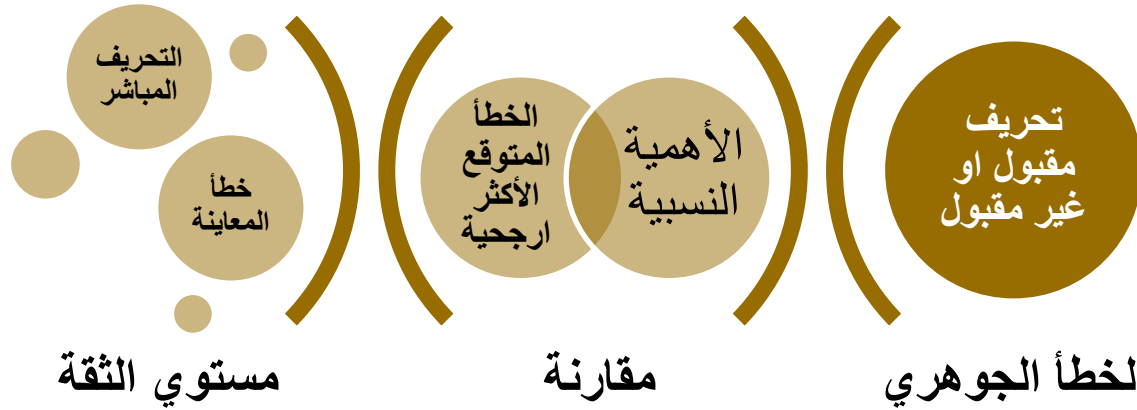 تحريف
مقبول او
غير مقبول
لخطأ الجوهري
الأهمية
النسبية
الخطأ
المتوقع
الأكثر
ارجحية
مقارنة
التحريف
المباشر
خطأ
المعاينة
مستوي الثقة